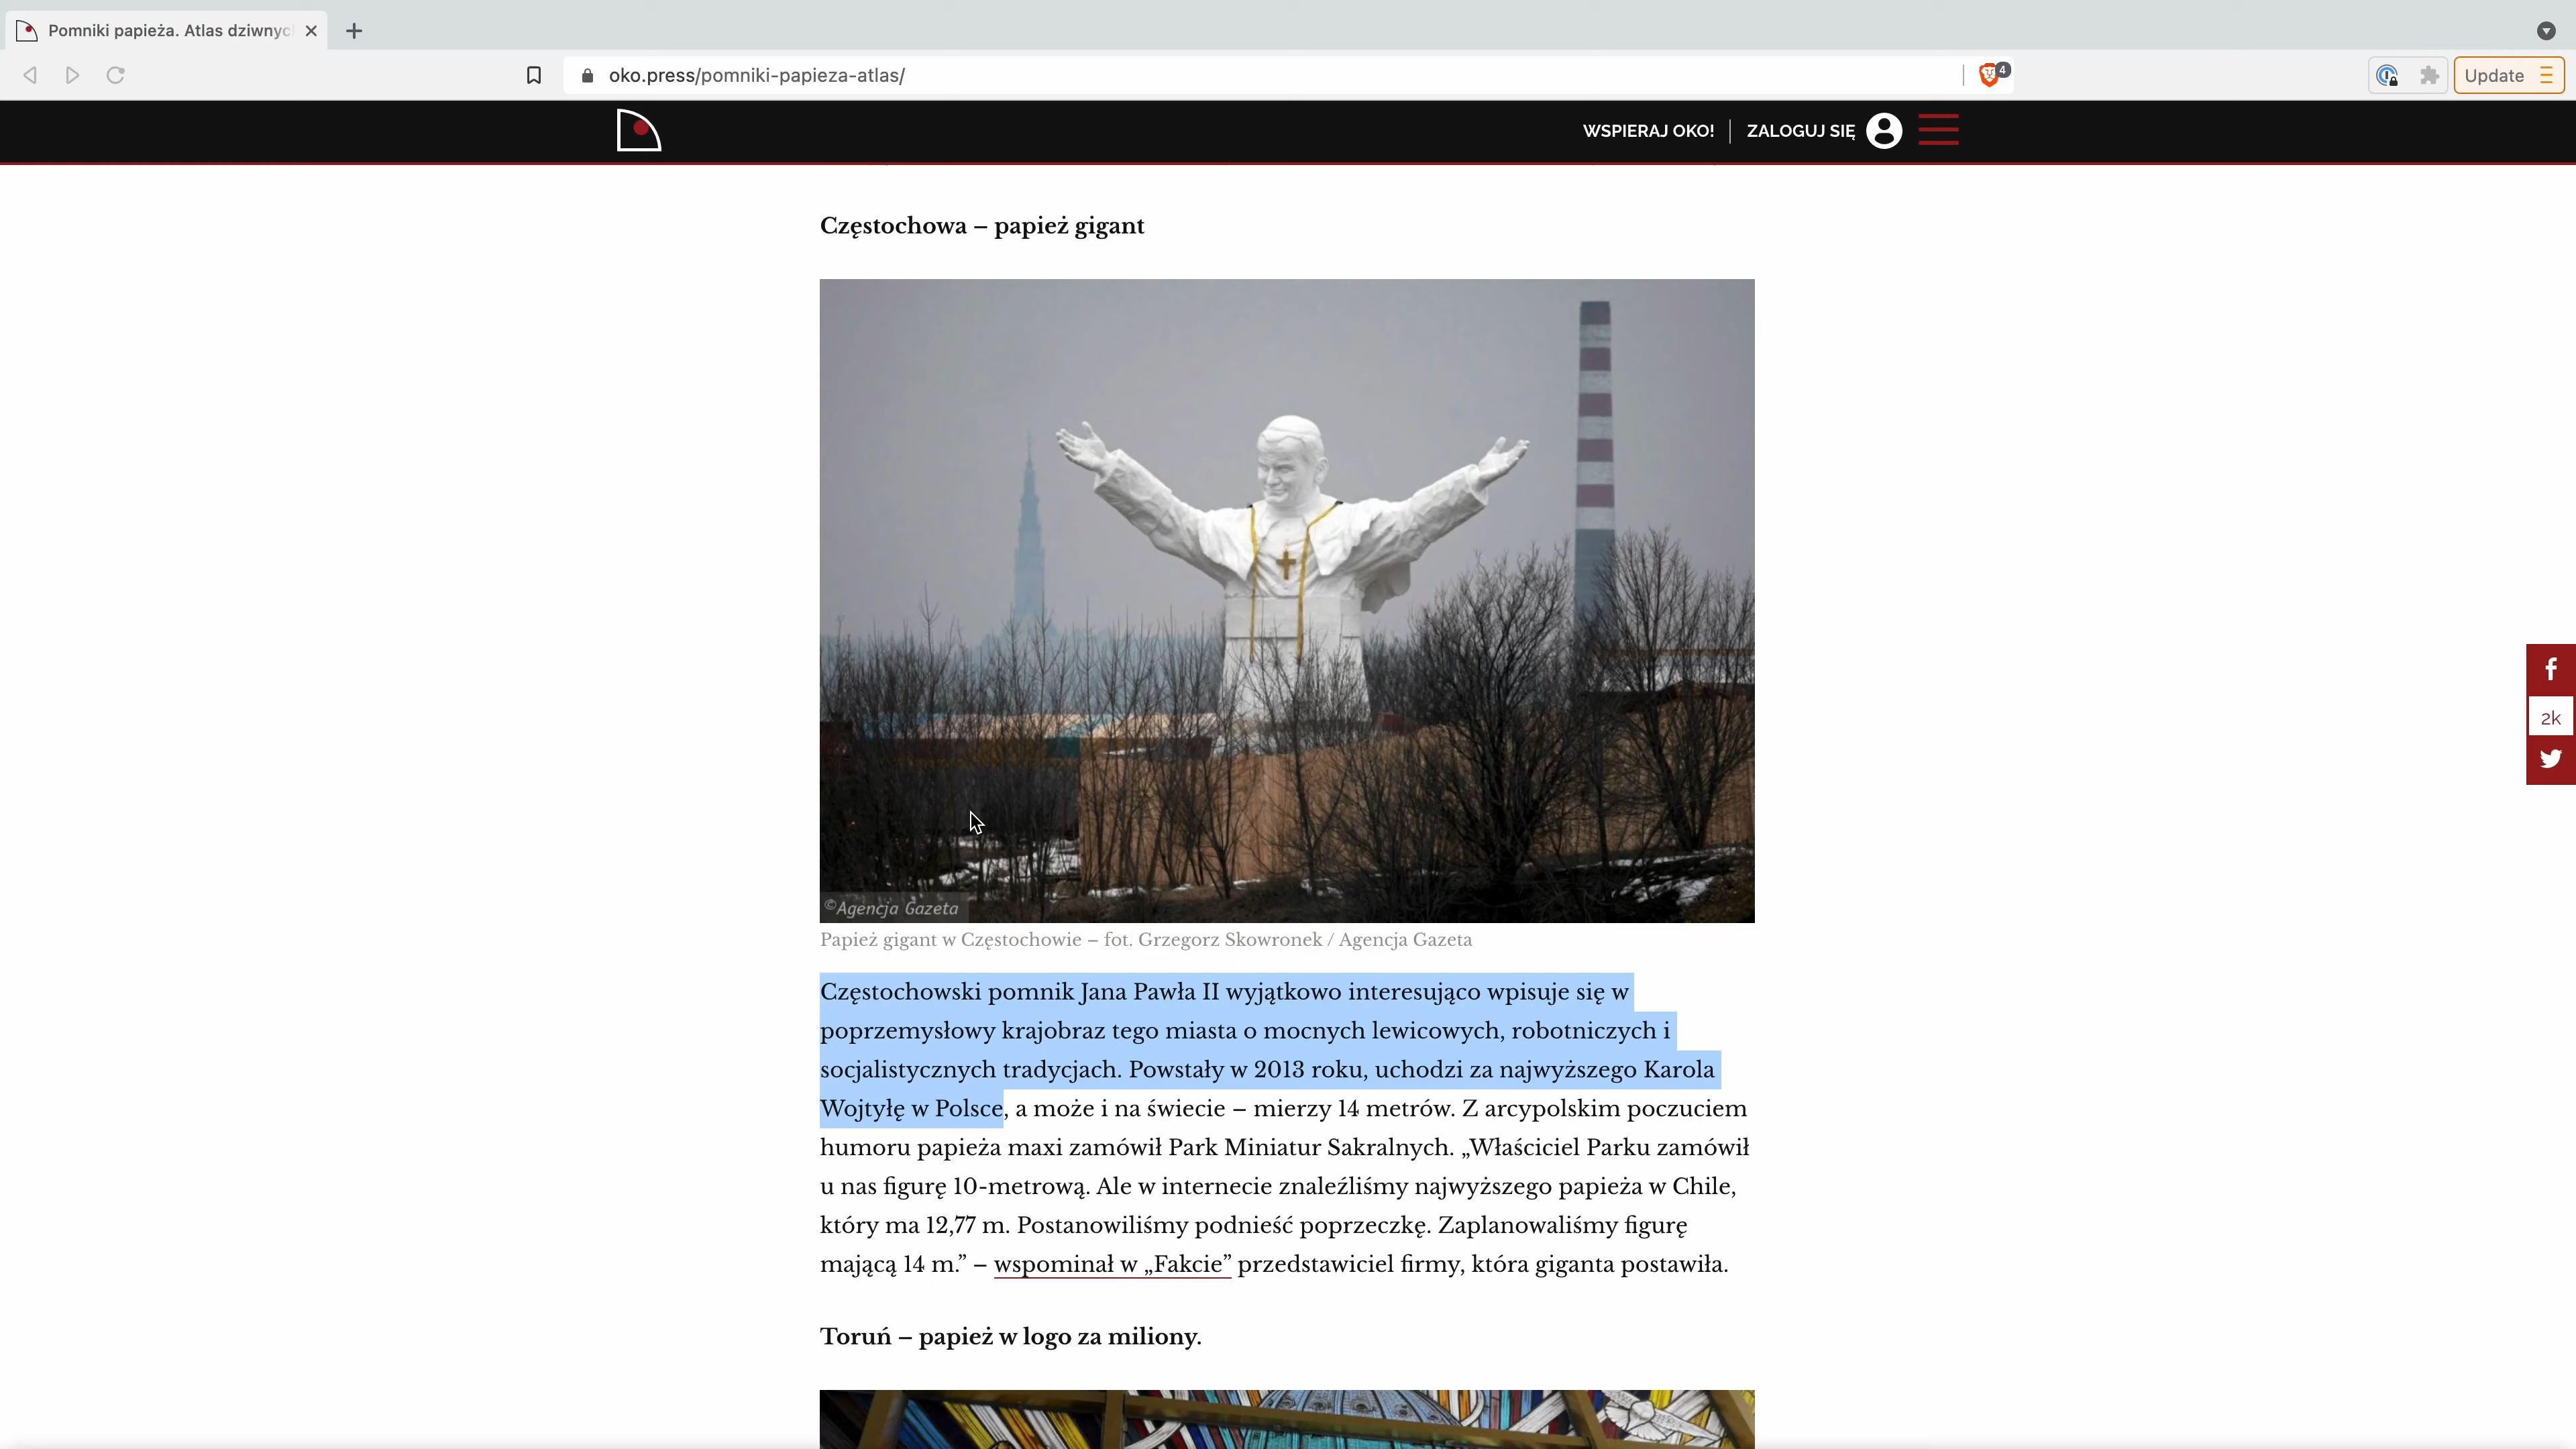 Pomniki papieża. Atlas dziwnyc
oko.press/pomniki-papieza-atlas/
4
Update
WSPIERAJ OKO!
ZALOGUJ SIĘ
Częstochowa – papież gigant
©Agencja Gazeta
Papież gigant w Częstochowie – fot. Grzegorz Skowronek / Agencja Gazeta
Częstochowski pomnik Jana Pawła II wyjątkowo interesująco wpisuje się w
poprzemysłowy krajobraz tego miasta o mocnych lewicowych, robotniczych i
socjalistycznych tradycjach. Powstały w 2013 roku, uchodzi za najwyższego Karola
Wojtyłę w Polsce, a może i na świecie – mierzy 14 metrów. Z arcypolskim poczuciem
humoru papieża maxi zamówił Park Miniatur Sakralnych. „Właściciel Parku zamówił
u nas figurę 10-metrową. Ale w internecie znaleźliśmy najwyższego papieża w Chile,
który ma 12,77 m. Postanowiliśmy podnieść poprzeczkę. Zaplanowaliśmy figurę
mającą 14 m.” – wspominał w „Fakcie” przedstawiciel firmy, która giganta postawiła.
Toruń – papież w logo za miliony.
2k